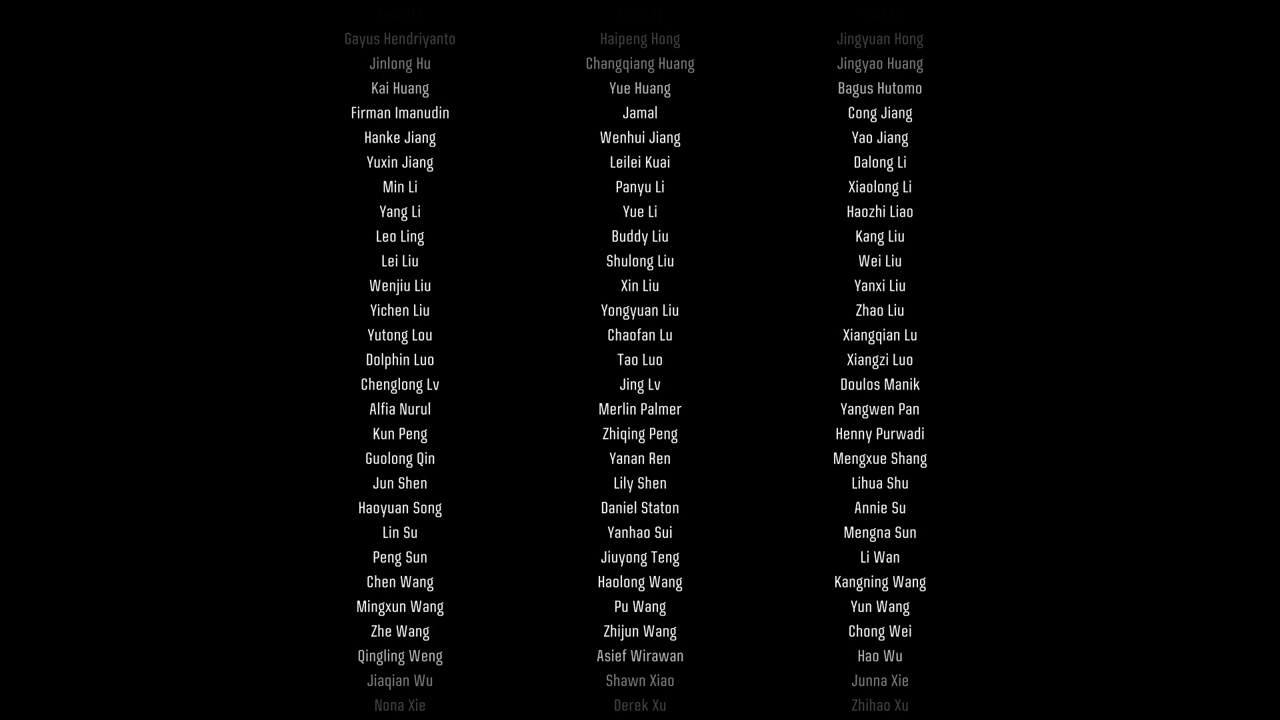 Gayus Hendriyanto Haipeng Hong Jingyuan Hong
Jinlong Hu Changqiang Huang Jingyao Huang
Kai Huang Yue Huang Bagus Hutomo
Firman Imanudin Jamal Cong Jiang
Hanke Jiang Wenhui Jiang Yao Jiang
Yuxin Jiang Leilei Kuai Dalong Li
Min Li Panyu Li Xiaolong Li
Yang Li Yue Li Haozhi Liao
Leo Ling Buddy Liu Kang Liu
Lei Liu Shulong Liu Wei Liu
Wenjiu Liu Xin Liu Yanxi Liu
Yichen Liu Yongyuan Liu Zhao Liu
Yutong Lou Chaofan Lu Xiangqian Lu
Dolphin Luo Tao Luo Xiangzi Luo
Chenglong Lv Jing Lv Doulos Manik
Alfia Nurul Merlin Palmer Yangwen Pan
Kun Peng Zhiqing Peng Henny Purwadi
Guolong Qin Yanan Ren Mengxue Shang
Jun Shen Lily Shen Lihua Shu
Haoyuan Song Daniel Staton Annie Su
Lin Su Yanhao Sui Mengna Sun
Peng Sun Jiuyong Teng Li Wan
Chen Wang Haolong Wang Kangning Wang
Mingxun Wang Pu Wang Yun Wang
Zhe Wang Zhijun Wang Chong Wei
Qingling Weng Asief Wirawan Hao Wu
Jiaqian Wu Shawn Xiao Junna Xie
Nona Xie Derek Xu Zhihao Xu